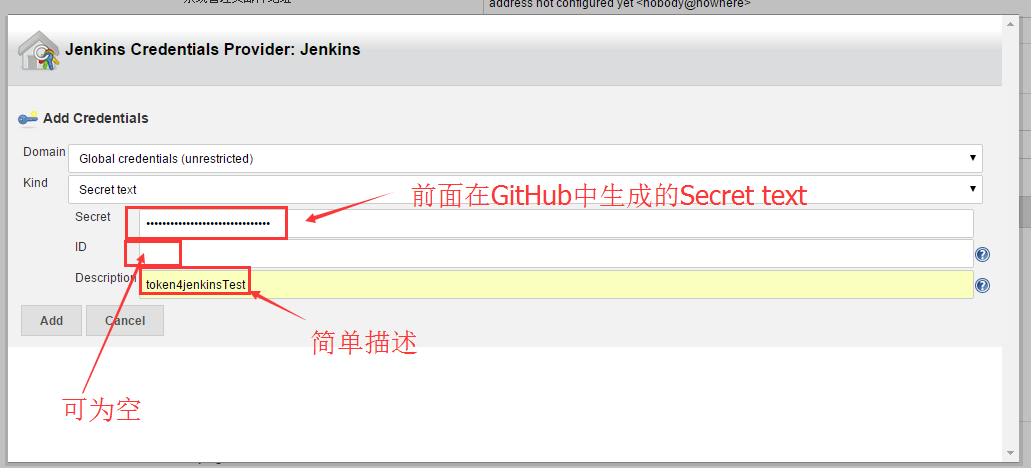 address not configured yet <nobody@nowhere>
Jenkins Credentials Provider: Jenkins
Add Credentials
Domain Global credentials (unrestricted)
Kind Secret text
前面在GitHub中生成的Secret text
Secret ••••••••••••••••••••••••••••••••
ID
Description token4jenkinsTest
Add Cancel
简单描述
可为空